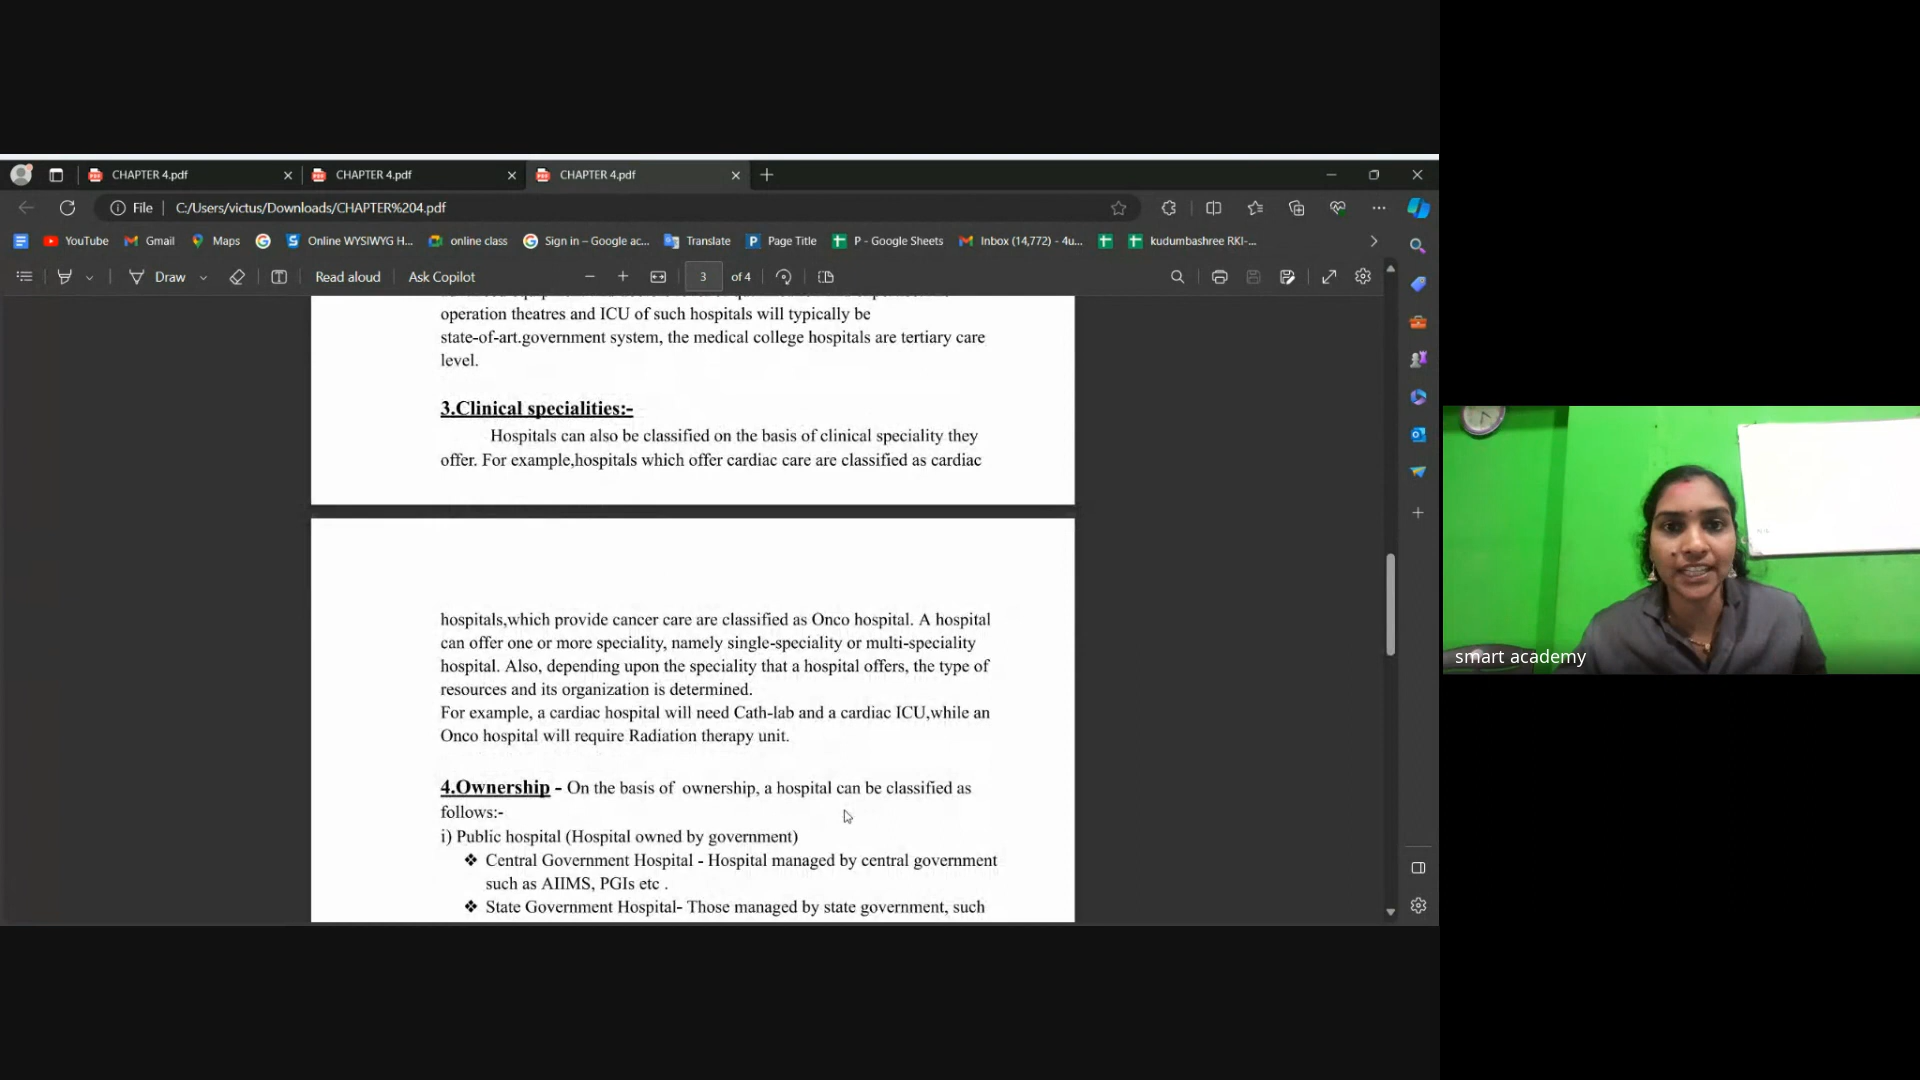 CHAPTER 4.pdf
CHAPTER 4.pdf
CHAPTER 4.pdf
File
C:/Users/victus/Downloads/CHAPTER%204.pdf
YouTube
Gmail
Maps
Online WYSIWYG H...
online class
Sign in – Google ac...
Translate
Page Title
P - Google Sheets
Inbox (14,772) - 4u...
kudumbashree RKI-...
Draw
Read aloud
Ask Copilot
3 of 4
operation theatres and ICU of such hospitals will typically be
state-of-art.government system, the medical college hospitals are tertiary care
level.
3.Clinical specialities:-
Hospitals can also be classified on the basis of clinical speciality they
offer. For example,hospitals which offer cardiac care are classified as cardiac
hospitals,which provide cancer care are classified as Onco hospital. A hospital
can offer one or more speciality, namely single-speciality or multi-speciality
hospital. Also, depending upon the speciality that a hospital offers, the type of
resources and its organization is determined.
For example, a cardiac hospital will need Cath-lab and a cardiac ICU,while an
Onco hospital will require Radiation therapy unit.
4.Ownership - On the basis of  ownership, a hospital can be classified as
follows:-
i) Public hospital (Hospital owned by government)
❖ Central Government Hospital - Hospital managed by central government
such as AIIMS, PGIs etc .
❖ State Government Hospital- Those managed by state government, such
smart academy